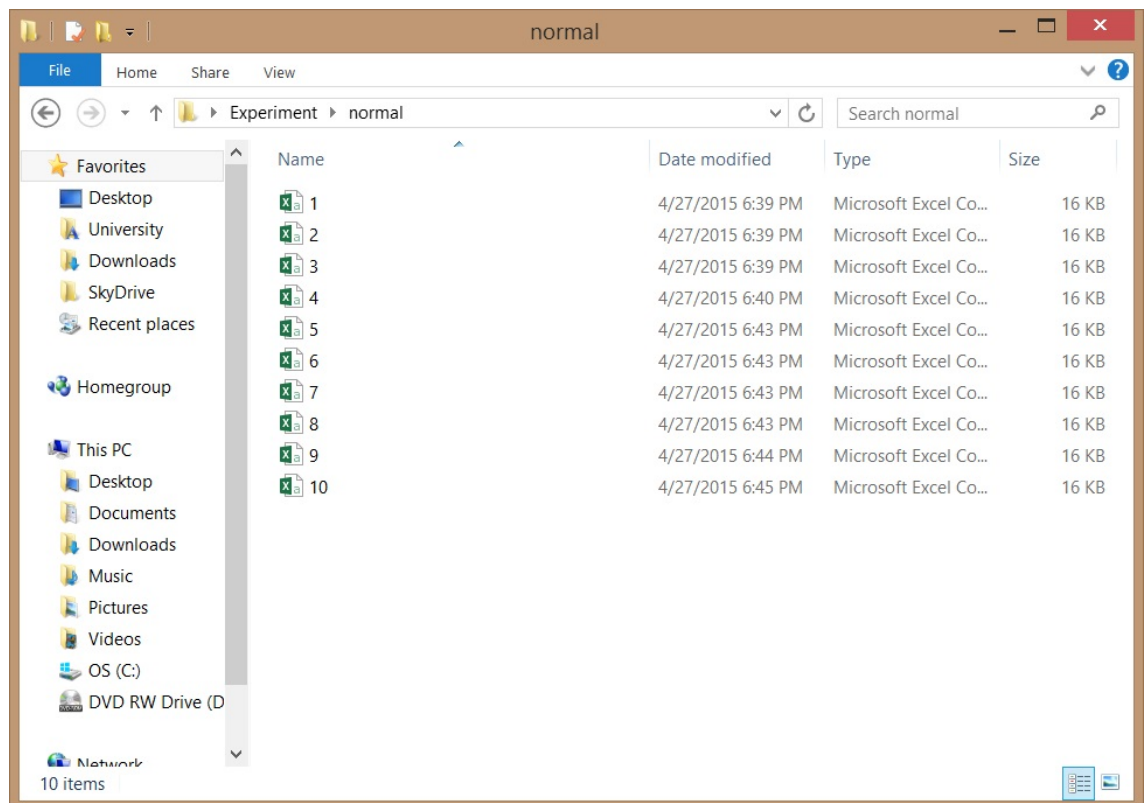 normal
File Home Share View
Experiment normal Search normal
Favorites
Desktop
University
Downloads
SkyDrive
Recent places
Homegroup
This PC
Desktop
Documents
Downloads
Music
Pictures
Videos
OS (C:)
DVD RW Drive (D
Network
Name Date modified Type Size
1 4/27/2015 6:39 PM Microsoft Excel Co... 16 KB
2 4/27/2015 6:39 PM Microsoft Excel Co... 16 KB
3 4/27/2015 6:39 PM Microsoft Excel Co... 16 KB
4 4/27/2015 6:40 PM Microsoft Excel Co... 16 KB
5 4/27/2015 6:43 PM Microsoft Excel Co... 16 KB
6 4/27/2015 6:43 PM Microsoft Excel Co... 16 KB
7 4/27/2015 6:43 PM Microsoft Excel Co... 16 KB
8 4/27/2015 6:43 PM Microsoft Excel Co... 16 KB
9 4/27/2015 6:44 PM Microsoft Excel Co... 16 KB
10 4/27/2015 6:45 PM Microsoft Excel Co... 16 KB
10 items